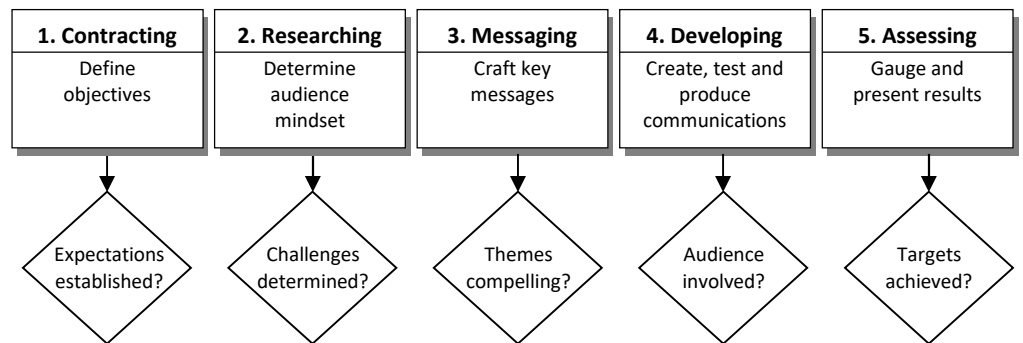 1. Contracting
Define
objectives
2. Researching
Determine
audience
mindset
3. Messaging
Craft key
messages
4. Developing
Create, test and
produce
communications
5. Assessing
Gauge and
present results
Expectations
established?
Challenges
determined?
Themes
compelling?
Audience
involved?
Targets
achieved?